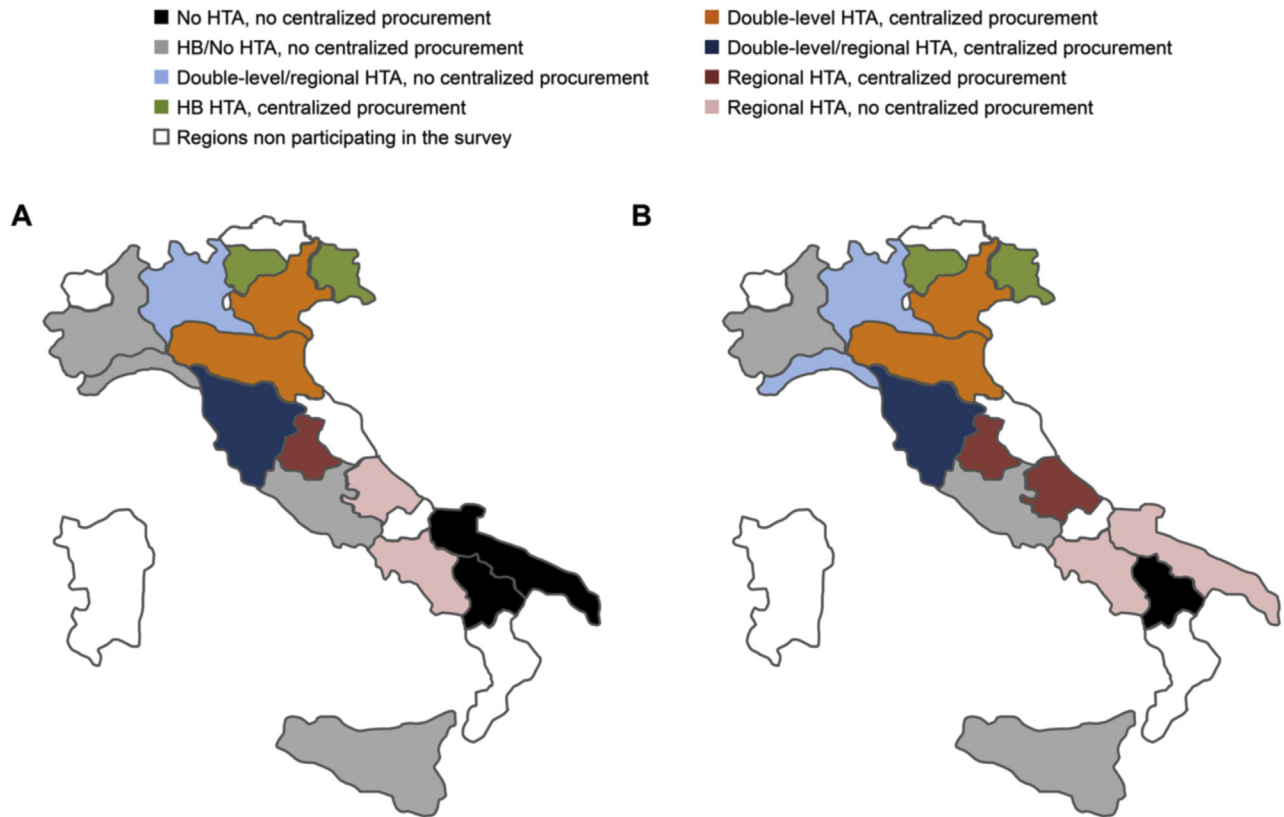 No HTA, no centralized procurement
HB/No HTA, no centralized procurement
Double-level/regional HTA, no centralized procurement
HB HTA, centralized procurement
Regions non participating in the survey
Double-level HTA, centralized procurement
Double-level/regional HTA, centralized procurement
Regional HTA, centralized procurement
Regional HTA, no centralized procurement
A
B